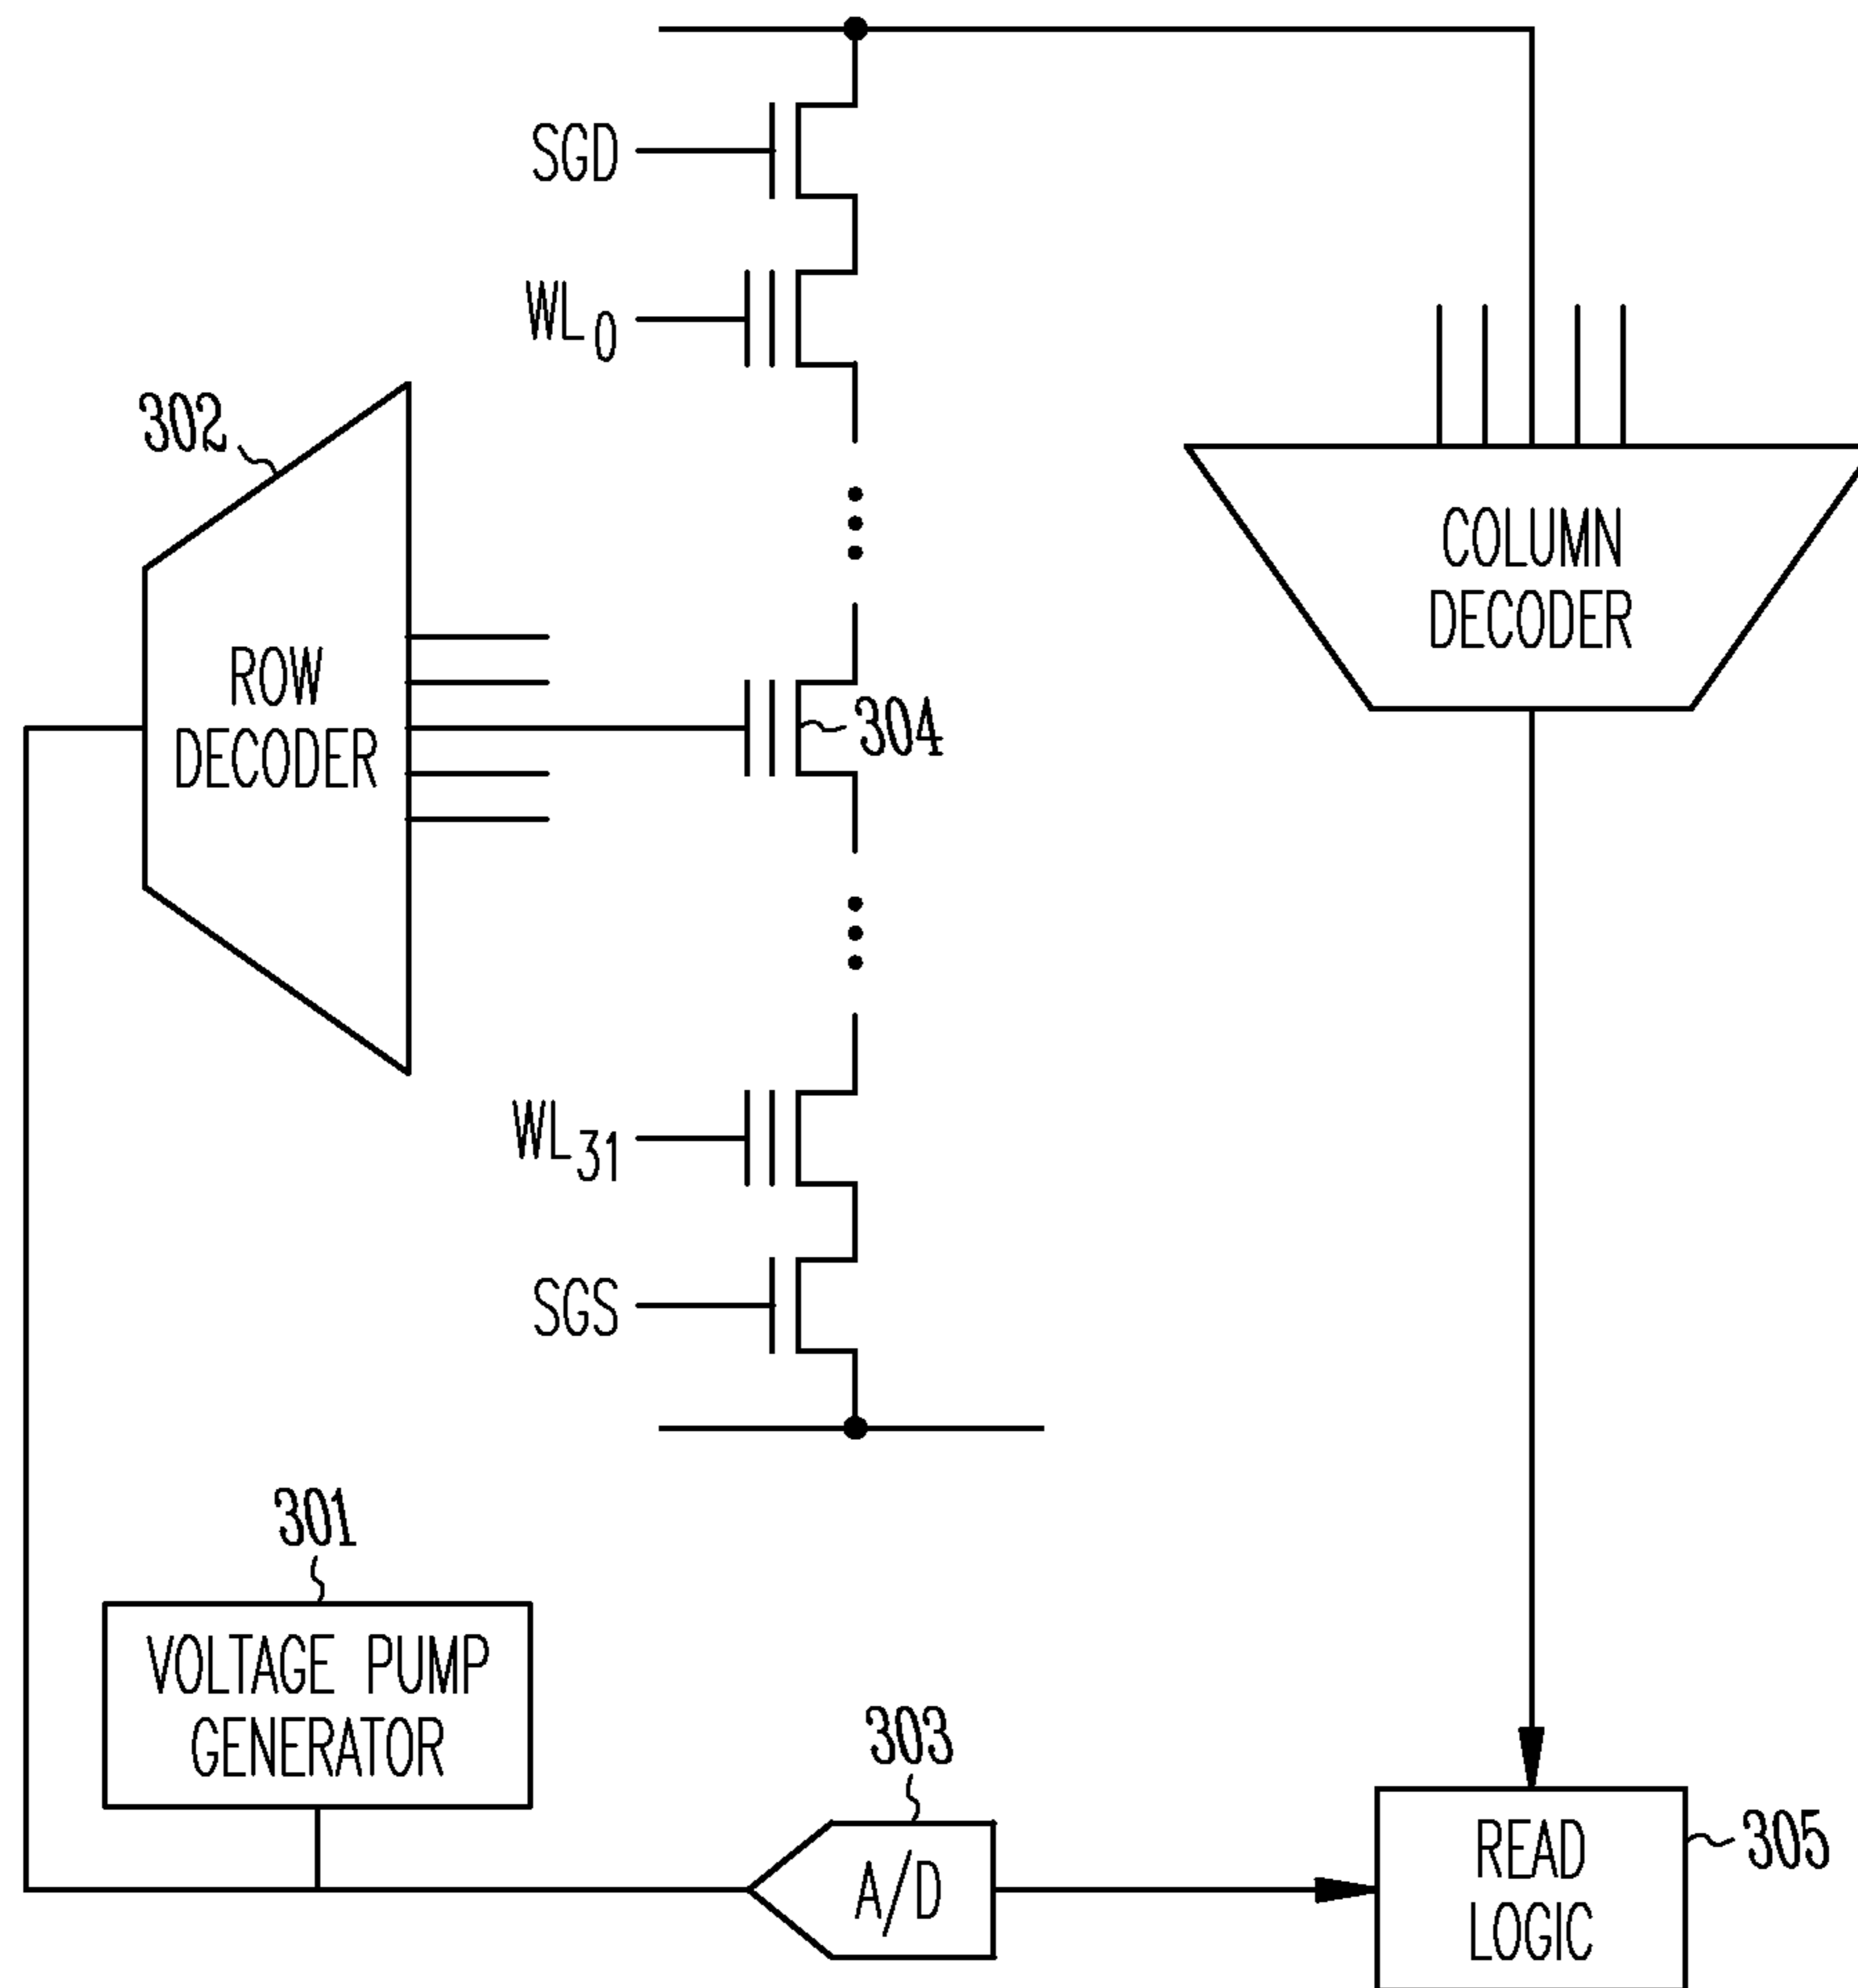 SGD
WL0
302
COLUMN
DECODER
ROW
DECODER
304
WL31
SGS
301
VOLTAGE PUMP
GENERATOR
303
A/D
READ
LOGIC
305